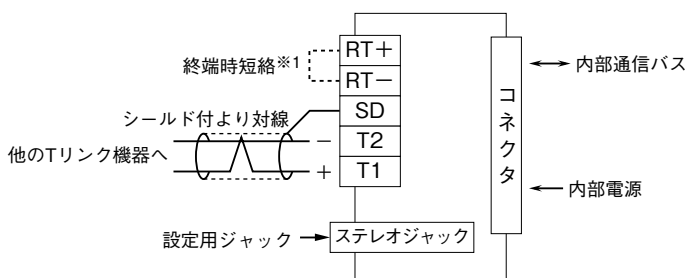 RT+
終端時短絡※1
RT−
SD
シールド付より対線
T2
−
他のTリンク機器へ
T1
+
コネクタ
内部通信バス
内部電源
設定用ジャック
ステレオジャック